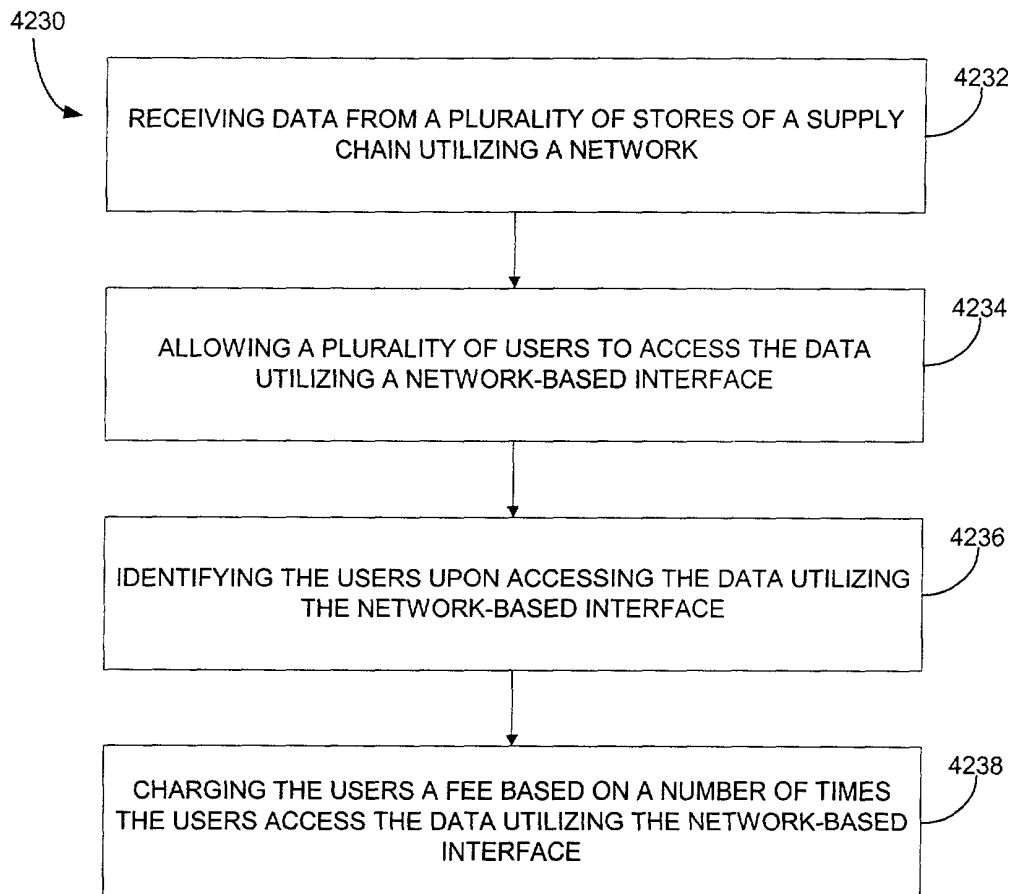 4230
4232
RECEIVING DATA FROM A PLURALITY OF STORES OF A SUPPLY
CHAIN UTILIZING A NETWORK
4234
ALLOWING A PLURALITY OF USERS TO ACCESS THE DATA
UTILIZING A NETWORK-BASED INTERFACE
4236
IDENTIFYING THE USERS UPON ACCESSING THE DATA UTILIZING
THE NETWORK-BASED INTERFACE
4238
CHARGING THE USERS A FEE BASED ON A NUMBER OF TIMES
THE USERS ACCESS THE DATA UTILIZING THE NETWORK-BASED
INTERFACE